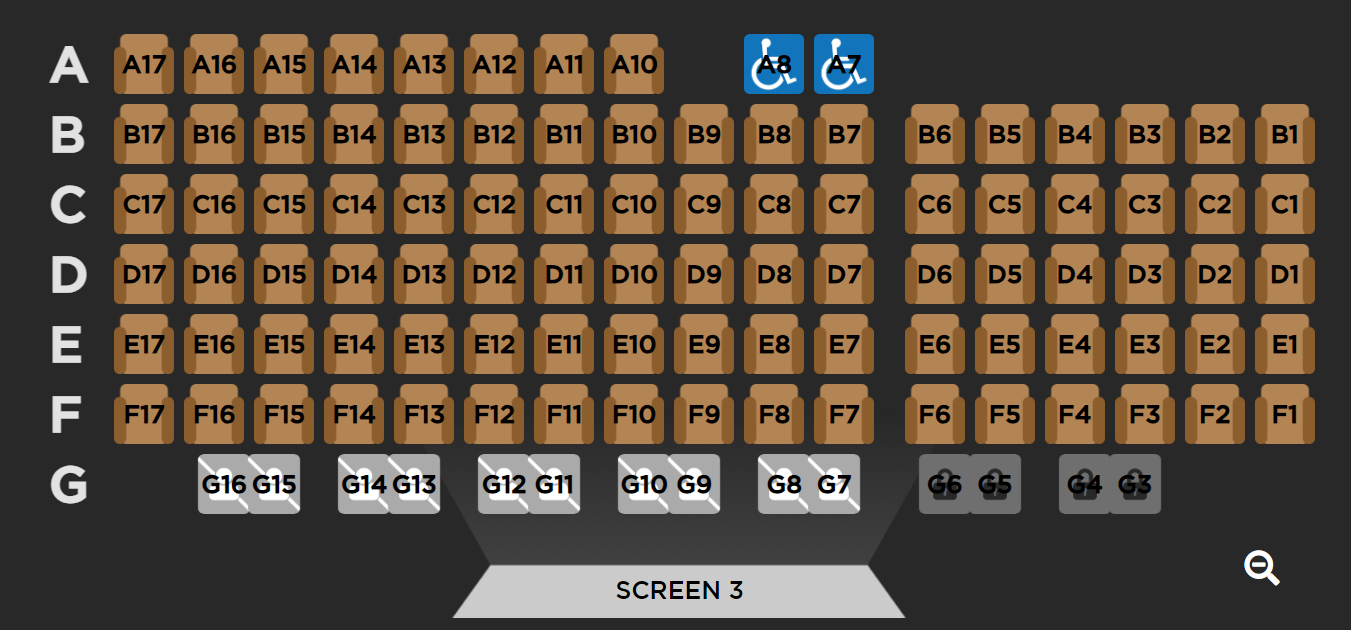 A A17 A16 A15 A14 A13 A12 A11 A10 A8 A7
B B17 B16 B15 B14 B13 B12 B11 B10 B9 B8 B7 B6 B5 B4 B3 B2 B1
C C17 C16 C15 C14 C13 C12 C11 C10 C9 C8 C7 C6 C5 C4 C3 C2 C1
D D17 D16 D15 D14 D13 D12 D11 D10 D9 D8 D7 D6 D5 D4 D3 D2 D1
E E17 E16 E15 E14 E13 E12 E11 E10 E9 E8 E7 E6 E5 E4 E3 E2 E1
F F17 F16 F15 F14 F13 F12 F11 F10 F9 F8 F7 F6 F5 F4 F3 F2 F1
G G16 G15 G14 G13 G12 G11 G10 G9 G8 G7 G6 G5 G4 G3
SCREEN 3